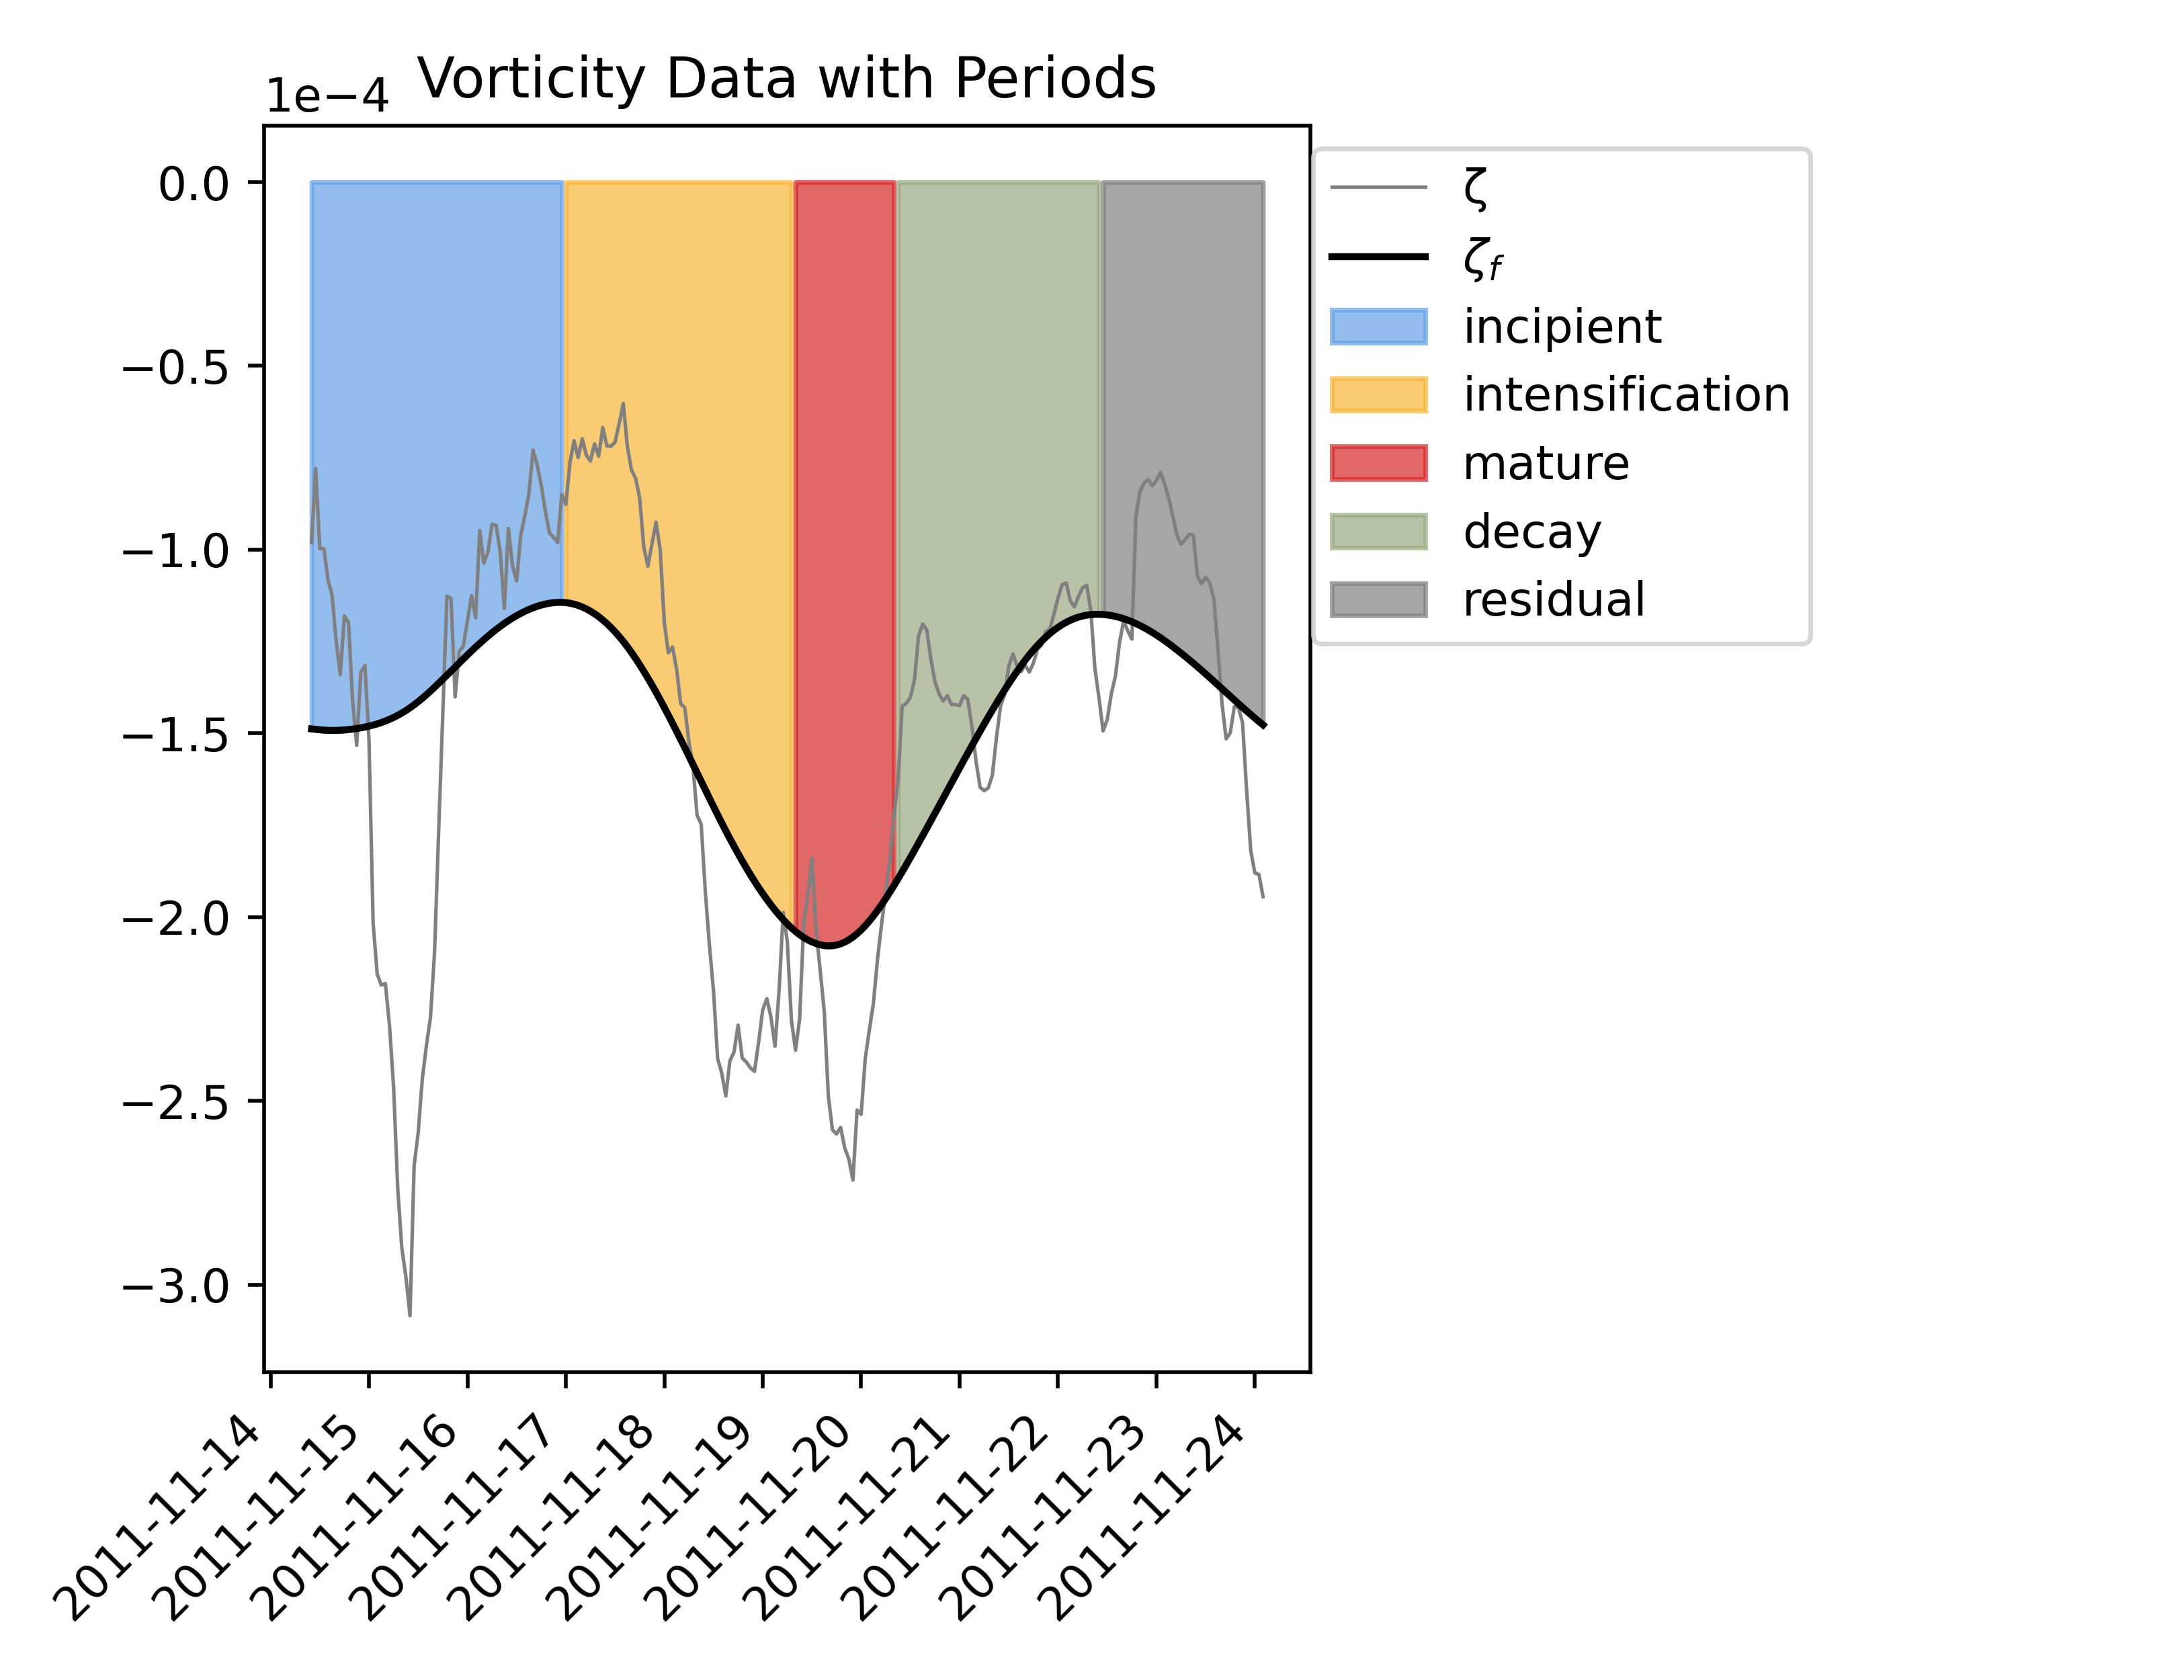 Vorticity Data with Periods
1e−4
0.0
−0.5
−1.0
−1.5
−2.0
−2.5
−3.0
2011-11-14
2011-11-15
2011-11-16
2011-11-17
2011-11-18
2011-11-19
2011-11-20
2011-11-21
2011-11-22
2011-11-23
2011-11-24
ζ
ζf
incipient
intensification
mature
decay
residual